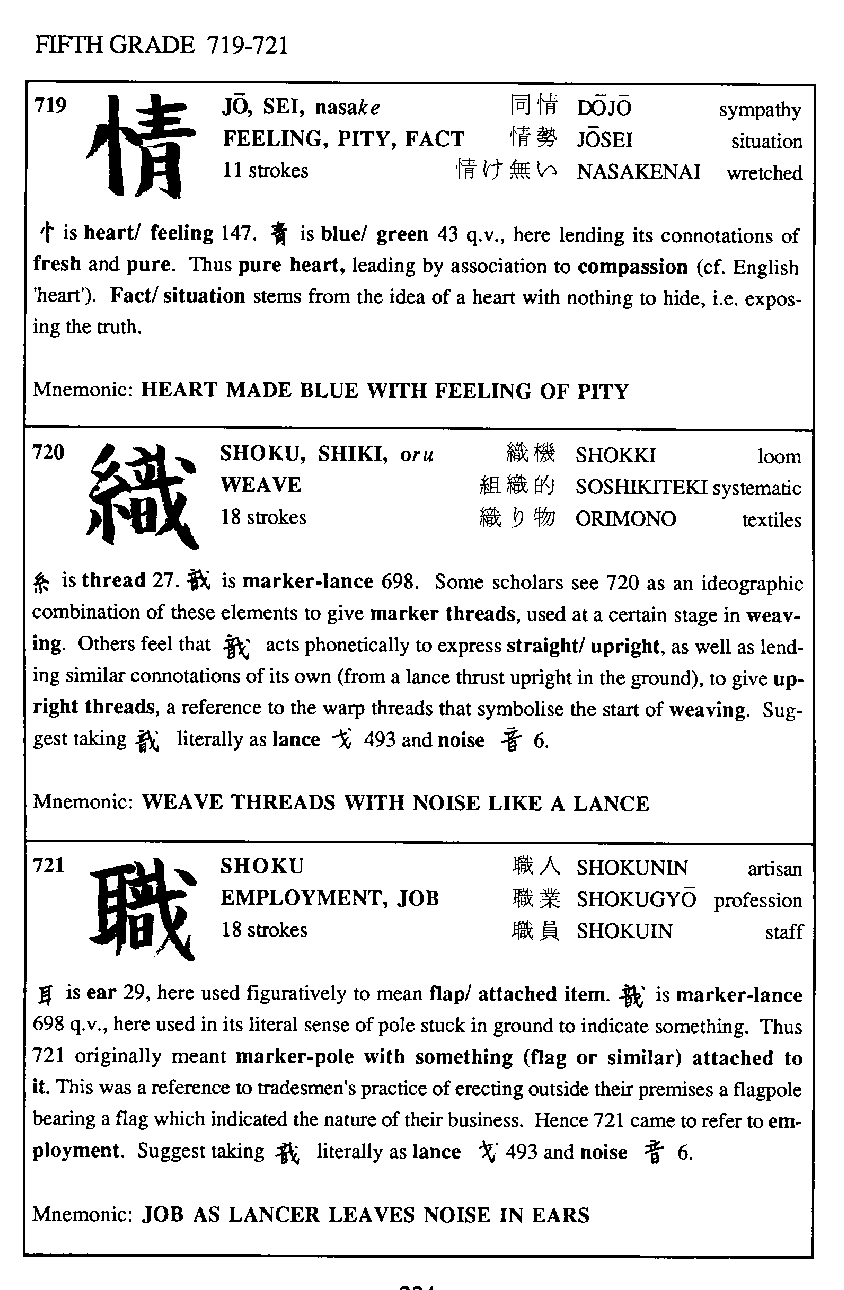 FIFTH GRADE 719-721
719 情 JŌ, SEI, nasake 同情 DŌJŌ sympathy
FEELING, PITY, FACT 情勢 JŌSEI situation
11 strokes 情け無い NASAKENAI wretched
忄 is heart/ feeling 147. 青 is blue/ green 43 q.v., here lending its connotations of
fresh and pure. Thus pure heart, leading by association to compassion (cf. English
'heart'). Fact/ situation stems from the idea of a heart with nothing to hide, i.e. expos-
ing the truth.
Mnemonic: HEART MADE BLUE WITH FEELING OF PITY
720 織 SHOKU, SHIKI, oru 織機 SHOKKI loom
WEAVE 組織的 SOSHIKITEKI systematic
18 strokes 織り物 ORIMONO textiles
糸 is thread 27. 戠 is marker-lance 698. Some scholars see 720 as an ideographic
combination of these elements to give marker threads, used at a certain stage in weav-
ing. Others feel that 戠 acts phonetically to express straight/ upright, as well as lend-
ing similar connotations of its own (from a lance thrust upright in the ground), to give up-
right threads, a reference to the warp threads that symbolise the start of weaving. Sug-
gest taking 戠 literally as lance 戈 493 and noise 音 6.
Mnemonic: WEAVE THREADS WITH NOISE LIKE A LANCE
721 職 SHOKU 職人 SHOKUNIN artisan
EMPLOYMENT, JOB 職業 SHOKUGYŌ profession
18 strokes 職員 SHOKUIN staff
耳 is ear 29, here used figuratively to mean flap/ attached item. 戠 is marker-lance
698 q.v., here used in its literal sense of pole stuck in ground to indicate something. Thus
721 originally meant marker-pole with something (flag or similar) attached to
it. This was a reference to tradesmen's practice of erecting outside their premises a flagpole
bearing a flag which indicated the nature of their business. Hence 721 came to refer to em-
ployment. Suggest taking 戠 literally as lance 戈 493 and noise 音 6.
Mnemonic: JOB AS LANCER LEAVES NOISE IN EARS